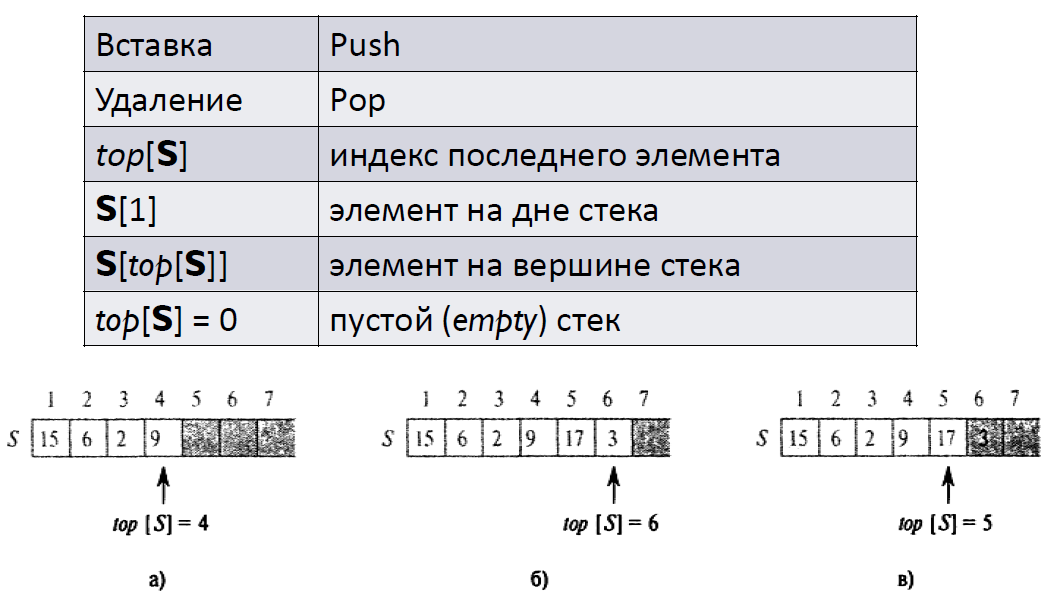 Вставка Push
Удаление Pop
top[S] индекс последнего элемента
S[1] элемент на дне стека
S[top[S]] элемент на вершине стека
top[S] = 0 пустой (empty) стек
1 2 3 4 5 6 7 1 2 3 4 5 6 7 1 2 3 4 5 6 7
S 15 6 2 9 S 15 6 2 9 17 3 S 15 6 2 9 17 3
top [S] = 4 top [S] = 6 top [S] = 5
а) б) в)